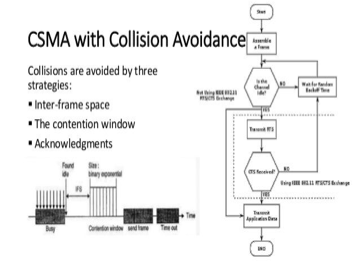 CSMA with Collision Avoidance
Collisions are avoided by three
strategies:
▪ Inter-frame space
▪ The contention window
▪ Acknowledgments
Found
idle
Size :
binary exponential
IFS
Time
Busy
Contention window
send frame
Time out
Start
Assemble
a Frame
Is the
Channel
Idle?
NO
Wait for Random
Backoff Time
Not Using IEEE 802.11
RTS/CTS Exchange
YES
Transmit RTS
CTS Received?
NO
Using IEEE 802.11 RTS/CTS Exchange
YES
Transmit
Application Data
END